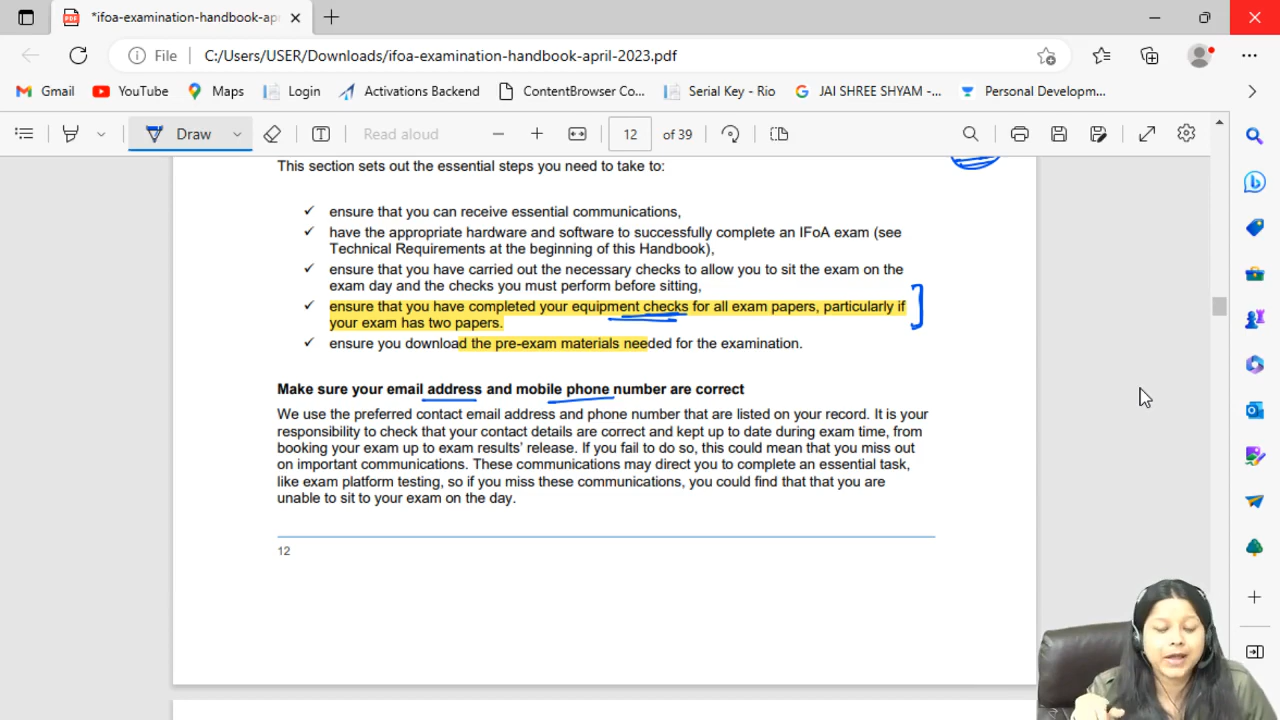 *ifoa-examination-handbook-ap
File
C:/Users/USER/Downloads/ifoa-examination-handbook-april-2023.pdf
Gmail YouTube Maps Login Activations Backend ContentBrowser Co... Serial Key - Rio JAI SHREE SHYAM -... Personal Developm...
Draw Read aloud 12 of 39
This section sets out the essential steps you need to take to:
✓ ensure that you can receive essential communications,
✓ have the appropriate hardware and software to successfully complete an IFoA exam (see
Technical Requirements at the beginning of this Handbook),
✓ ensure that you have carried out the necessary checks to allow you to sit the exam on the
exam day and the checks you must perform before sitting,
✓ ensure that you have completed your equipment checks for all exam papers, particularly if
your exam has two papers.
✓ ensure you download the pre-exam materials needed for the examination.
Make sure your email address and mobile phone number are correct
We use the preferred contact email address and phone number that are listed on your record. It is your
responsibility to check that your contact details are correct and kept up to date during exam time, from
booking your exam up to exam results’ release. If you fail to do so, this could mean that you miss out
on important communications. These communications may direct you to complete an essential task,
like exam platform testing, so if you miss these communications, you could find that that you are
unable to sit to your exam on the day.
12